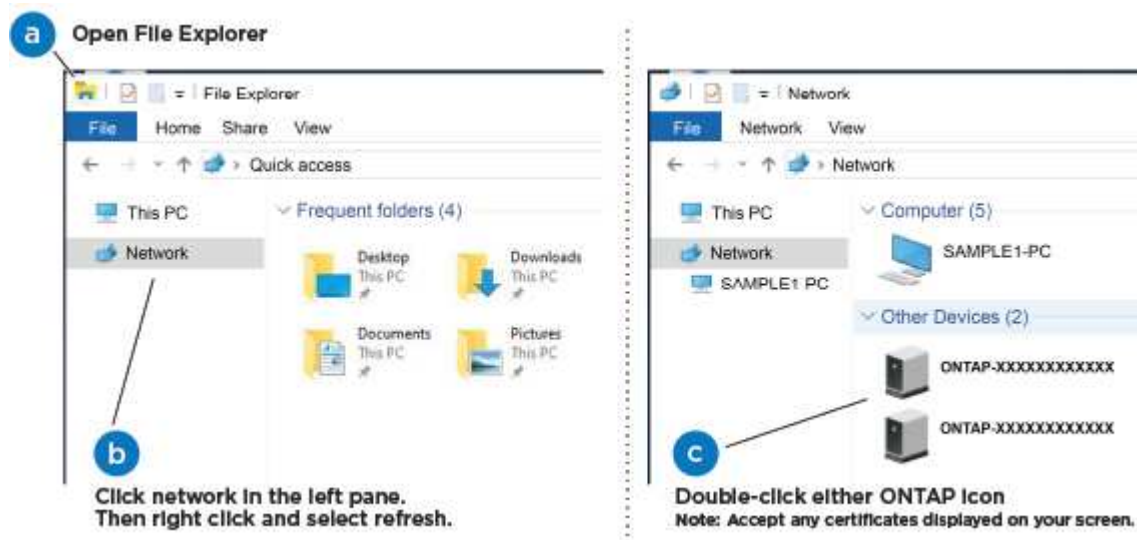 a Open File Explorer
File Explorer
File Home Share View
Quick access
This PC
Network
Frequent folders (4)
Desktop
This PC
Downloads
This PC
Documents
This PC
Pictures
This PC
b
Click network in the left pane.
Then right click and select refresh.
Network
File Network View
Network
This PC
Network
SAMPLE1 PC
Computer (5)
SAMPLE1-PC
Other Devices (2)
ONTAP-XXXXXXXXXXXX
ONTAP-XXXXXXXXXXXX
c
Double-click either ONTAP icon
Note: Accept any certificates displayed on your screen.